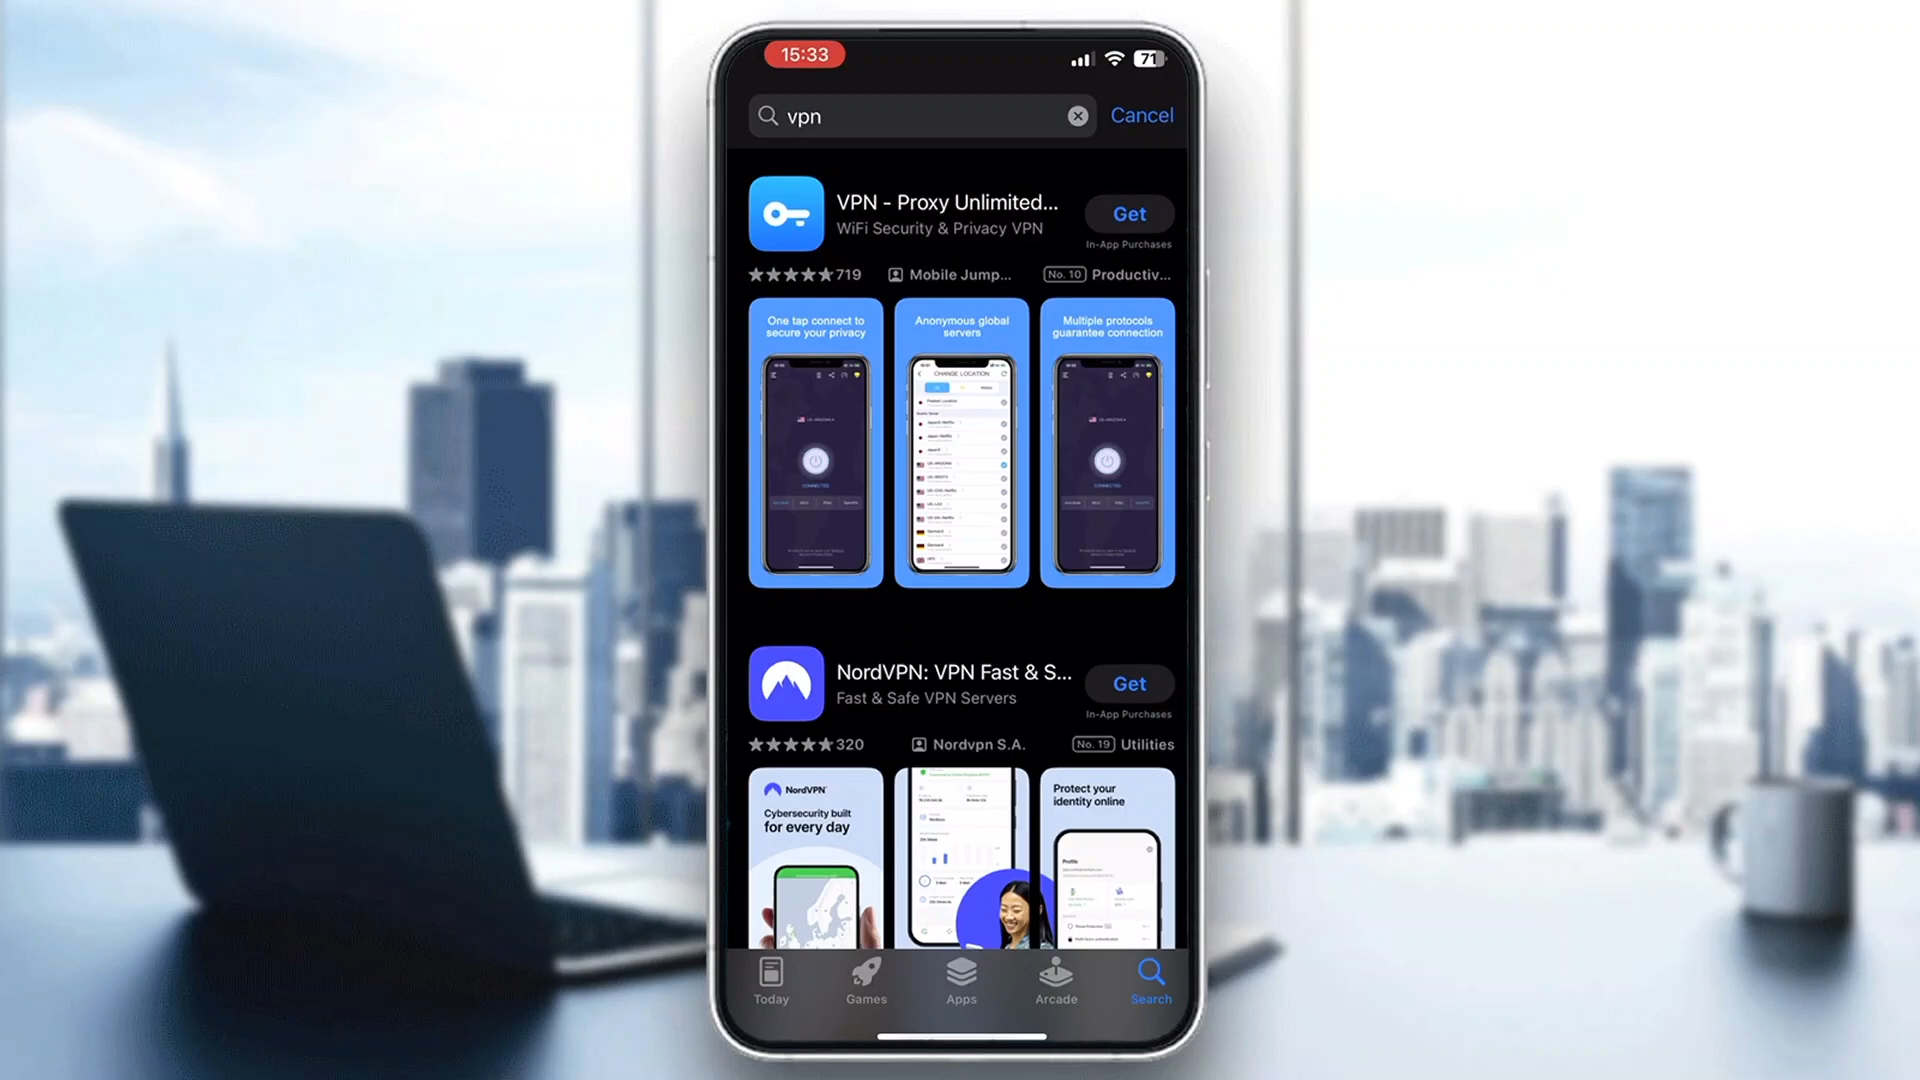 15:33
71
vpn
Cancel
VPN - Proxy Unlimited...
WiFi Security & Privacy VPN
Get
In-App Purchases
719
Mobile Jump...
No. 10
Productiv...
One tap connect to
secure your privacy
Anonymous global
servers
Multiple protocols
guarantee connection
CHANGE LOCATION
CONNECTED
CONNECTED
NordVPN: VPN Fast & S...
Fast & Safe VPN Servers
Get
In-App Purchases
320
Nordvpn S.A.
No. 19
Utilities
NordVPN
Cybersecurity built
for every day
Protect your
identity online
Profile
Today
Games
Apps
Arcade
Search